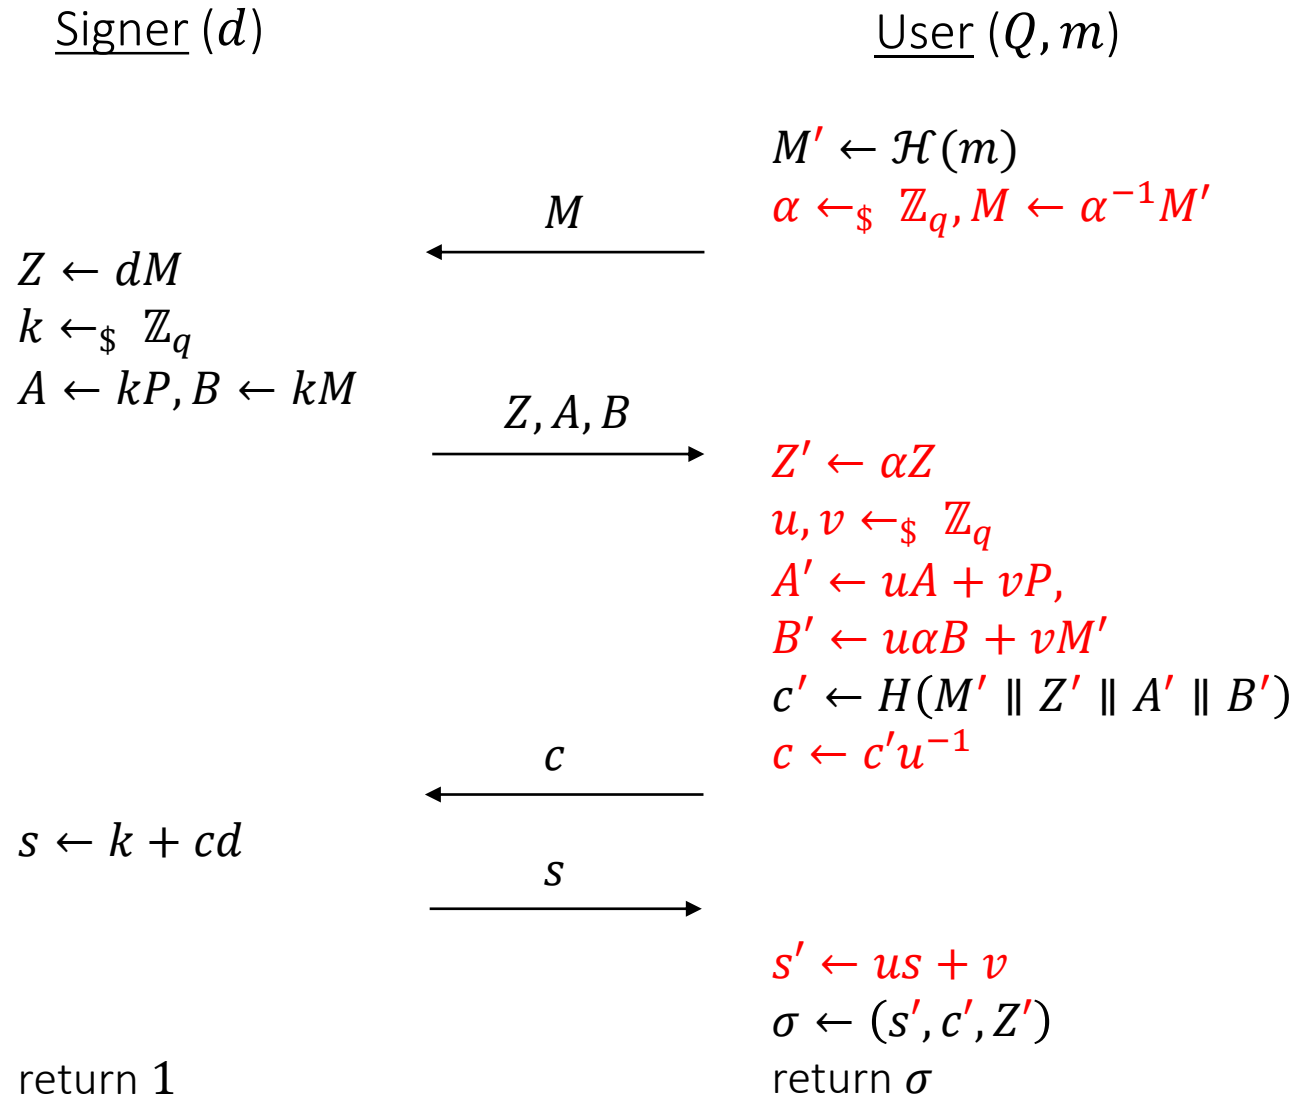 Signer (d)
User (Q, m)
M′ ← ℋ(m)
α ←$ ℤq, M ← α⁻¹M′
M
Z ← dM
k ←$ ℤq
A ← kP, B ← kM
Z, A, B
Z′ ← αZ
u, v ←$ ℤq
A′ ← uA + vP,
B′ ← uαB + vM′
c′ ← H(M′ ∥ Z′ ∥ A′ ∥ B′)
c ← c′u⁻¹
c
s ← k + cd
s
s′ ← us + v
σ ← (s′, c′, Z′)
return 1
return σ